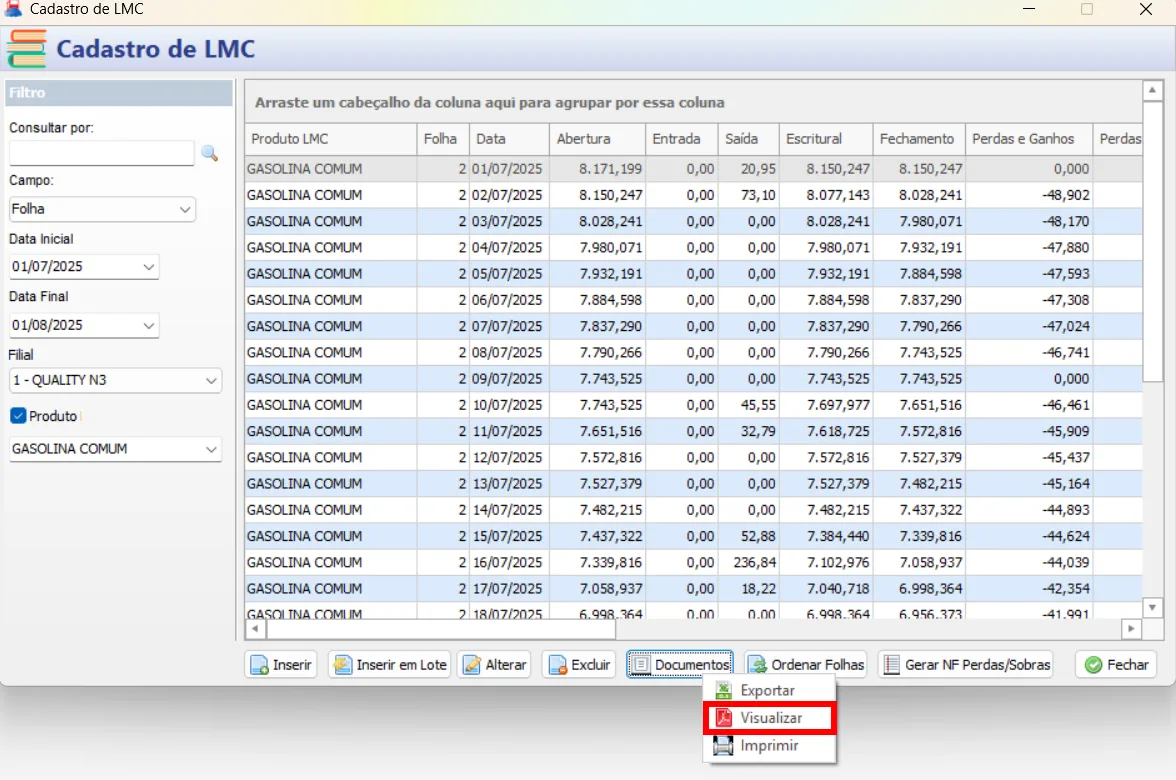 Cadastro de LMC
Cadastro de LMC
Filtro
Consultar por:
Campo:
Folha
Data Inicial
01/07/2025
Data Final
01/08/2025
Filial
1 - QUALITY N3
Produto
GASOLINA COMUM
Arraste um cabeçalho da coluna aqui para agrupar por essa coluna
Produto LMC Folha Data Abertura Entrada Saída Escritural Fechamento Perdas e Ganhos Perdas
GASOLINA COMUM 2 01/07/2025 8.171,199 0,00 20,95 8.150,247 8.150,247 0,000
GASOLINA COMUM 2 02/07/2025 8.150,247 0,00 73,10 8.077,143 8.028,241 -48,902
GASOLINA COMUM 2 03/07/2025 8.028,241 0,00 0,00 8.028,241 7.980,071 -48,170
GASOLINA COMUM 2 04/07/2025 7.980,071 0,00 0,00 7.980,071 7.932,191 -47,880
GASOLINA COMUM 2 05/07/2025 7.932,191 0,00 0,00 7.932,191 7.884,598 -47,593
GASOLINA COMUM 2 06/07/2025 7.884,598 0,00 0,00 7.884,598 7.837,290 -47,308
GASOLINA COMUM 2 07/07/2025 7.837,290 0,00 0,00 7.837,290 7.790,266 -47,024
GASOLINA COMUM 2 08/07/2025 7.790,266 0,00 0,00 7.790,266 7.743,525 -46,741
GASOLINA COMUM 2 09/07/2025 7.743,525 0,00 0,00 7.743,525 7.743,525 0,000
GASOLINA COMUM 2 10/07/2025 7.743,525 0,00 45,55 7.697,977 7.651,516 -46,461
GASOLINA COMUM 2 11/07/2025 7.651,516 0,00 32,79 7.618,725 7.572,816 -45,909
GASOLINA COMUM 2 12/07/2025 7.572,816 0,00 0,00 7.572,816 7.527,379 -45,437
GASOLINA COMUM 2 13/07/2025 7.527,379 0,00 0,00 7.527,379 7.482,215 -45,164
GASOLINA COMUM 2 14/07/2025 7.482,215 0,00 0,00 7.482,215 7.437,322 -44,893
GASOLINA COMUM 2 15/07/2025 7.437,322 0,00 52,88 7.384,440 7.339,816 -44,624
GASOLINA COMUM 2 16/07/2025 7.339,816 0,00 236,84 7.102,976 7.058,937 -44,039
GASOLINA COMUM 2 17/07/2025 7.058,937 0,00 18,22 7.040,718 6.998,364 -42,354
GASOLINA COMUM 2 18/07/2025 6.998,364 0,00 0,00 6.998,364 6.956,373 -41,991
Inserir Inserir em Lote Alterar Excluir Documentos Ordenar Folhas Gerar NF Perdas/Sobras Fechar
Exportar
Visualizar
Imprimir